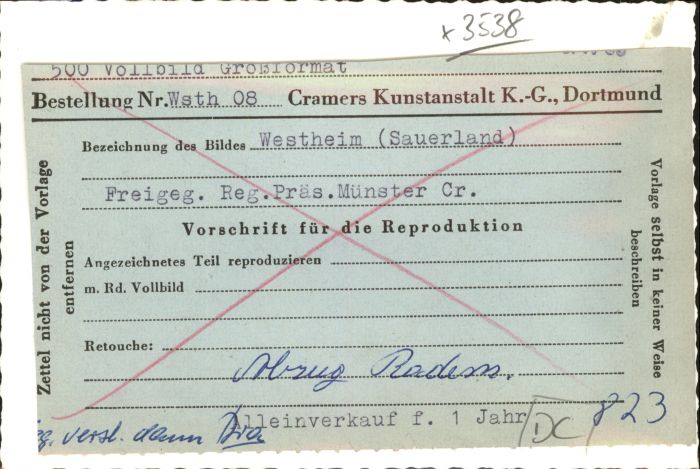 x 3538
500 Vollbild Großformat
Bestellung Nr. Wsth 08 Cramers Kunstanstalt K.-G., Dortmund
Bezeichnung des Bildes Westheim (Sauerland)
Freigeg. Reg.Präs.Münster Cr.
Vorschrift für die Reproduktion
Angezeichnetes Teil reproduzieren
m. Rd. Vollbild
Retouche:
Abzug Radem.
Alleinverkauf f. 1 Jahr DC 823
versl. dann
Zettel nicht von der Vorlage
entfernen
Vorlage selbst in keiner Weise
beschreiben